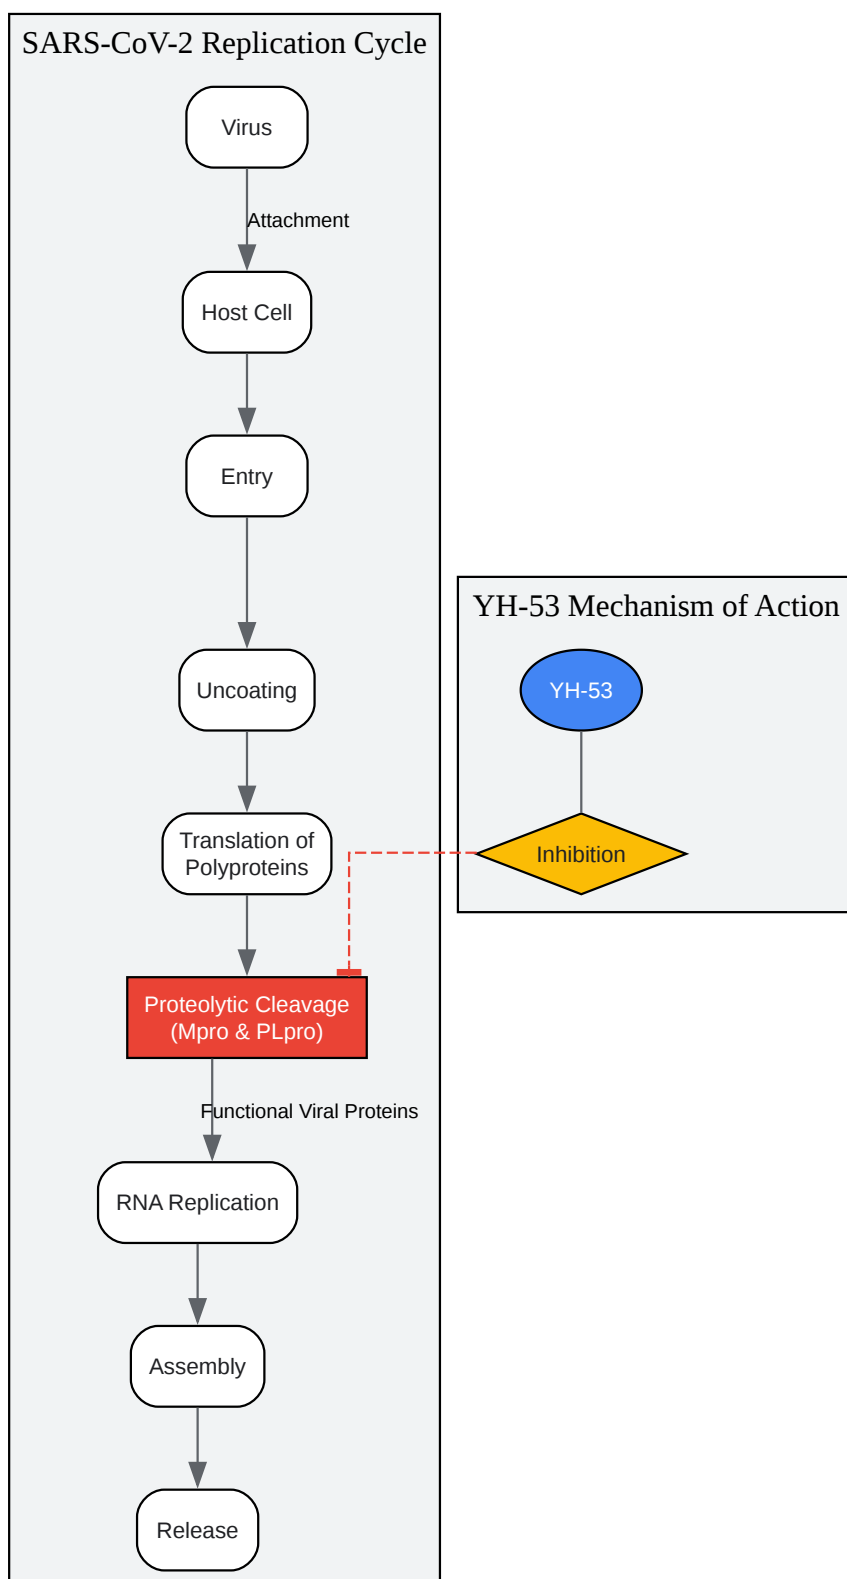 SARS-CoV-2 Replication Cycle
Virus
Attachment
Host Cell
Entry
Uncoating
Translation of
Polyproteins
Proteolytic Cleavage
(Mpro & PLpro)
Functional Viral Proteins
RNA Replication
Assembly
Release
YH-53 Mechanism of Action
YH-53
Inhibition